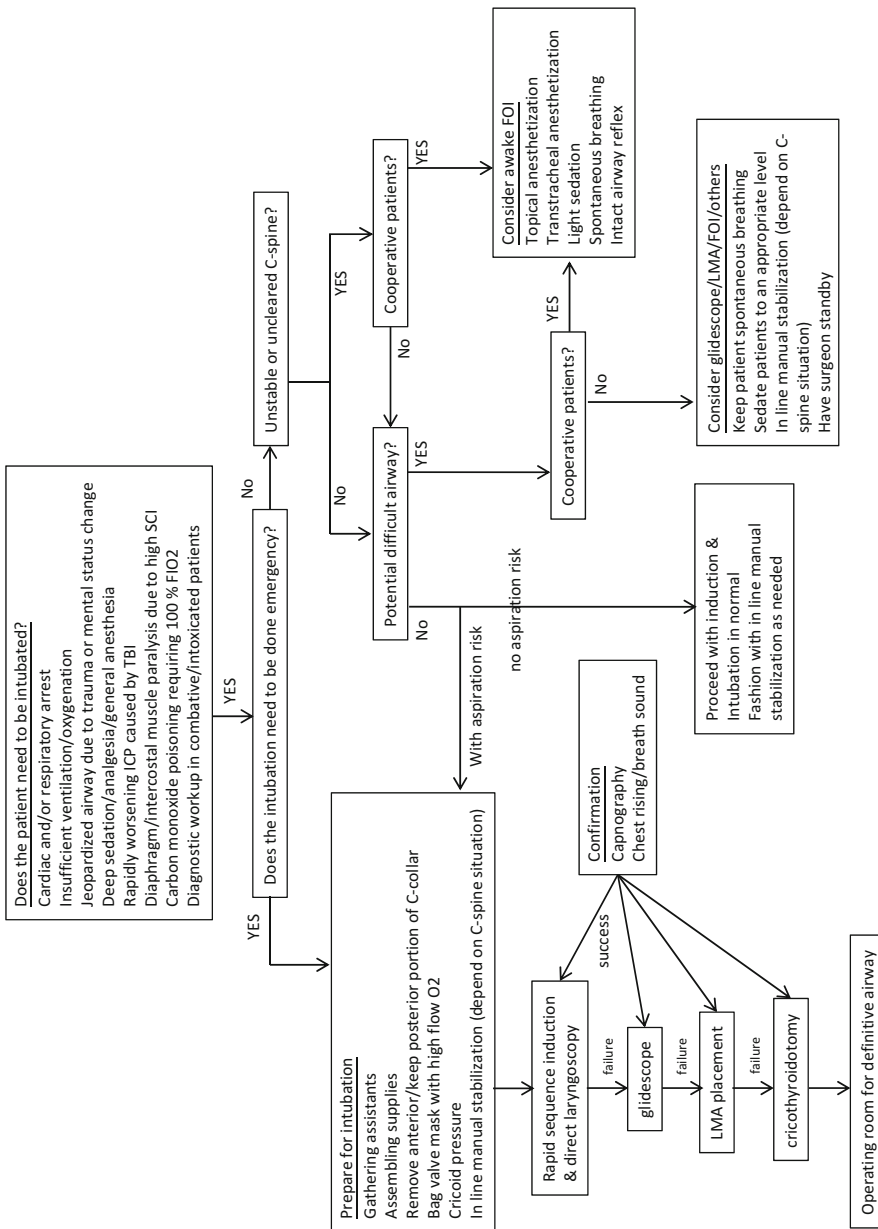 Does the patient need to be intubated?
Cardiac and/or respiratory arrest
Insufficient ventilation/oxygenation
Jeopardized airway due to trauma or mental status change
Deep sedation/analgesia/general anesthesia
Rapidly worsening ICP caused by TBI
Diaphragm/intercostal muscle paralysis due to high SCI
Carbon monoxide poisoning requiring 100 % FIO2
Diagnostic workup in combative/intoxicated patients
YES
Does the intubation need to be done emergency?
YES
No
Unstable or uncleared C-spine?
No
YES
Cooperative patients?
No
YES
Potential difficult airway?
No
YES
Cooperative patients?
YES
No
Consider awake FOI
Topical anesthetization
Transtracheal anesthetization
Light sedation
Spontaneous breathing
Intact airway reflex
Consider glidescope/LMA/FOI/others
Keep patient spontaneous breathing
Sedate patients to an appropriate level
In line manual stabilization (depend on C-
spine situation)
Have surgeon standby
With aspiration risk
no aspiration risk
Proceed with induction &
Intubation in normal
Fashion with in line manual
stabilization as needed
Prepare for intubation
Gathering assistants
Assembling supplies
Remove anterior/keep posterior portion of C-collar
Bag valve mask with high flow O2
Cricoid pressure
In line manual stabilization (depend on C-spine situation)
Rapid sequence induction
& direct laryngoscopy
failure
glidescope
failure
LMA placement
failure
cricothyroidotomy
Operating room for definitive airway
success
Confirmation
Capnography
Chest rising/breath sound